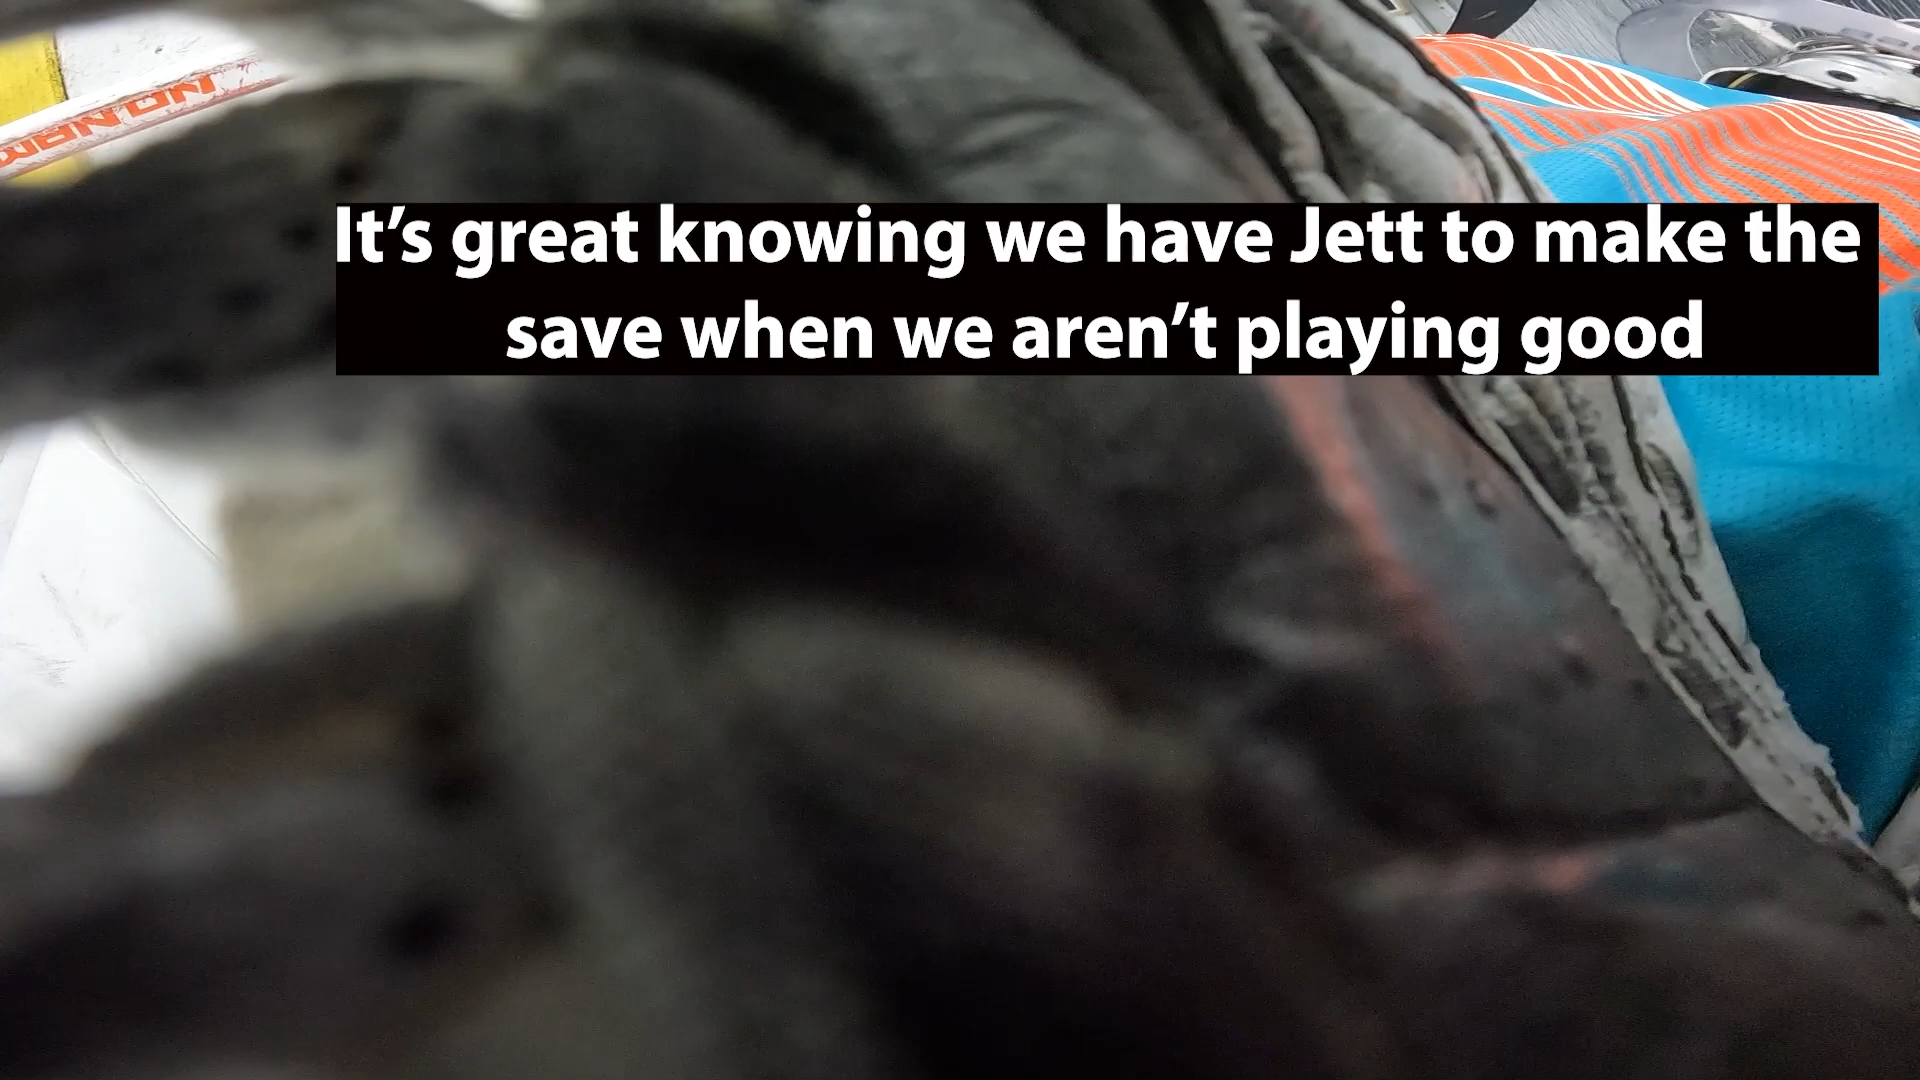 It's great knowing we have Jett to make the
save when we aren't playing good